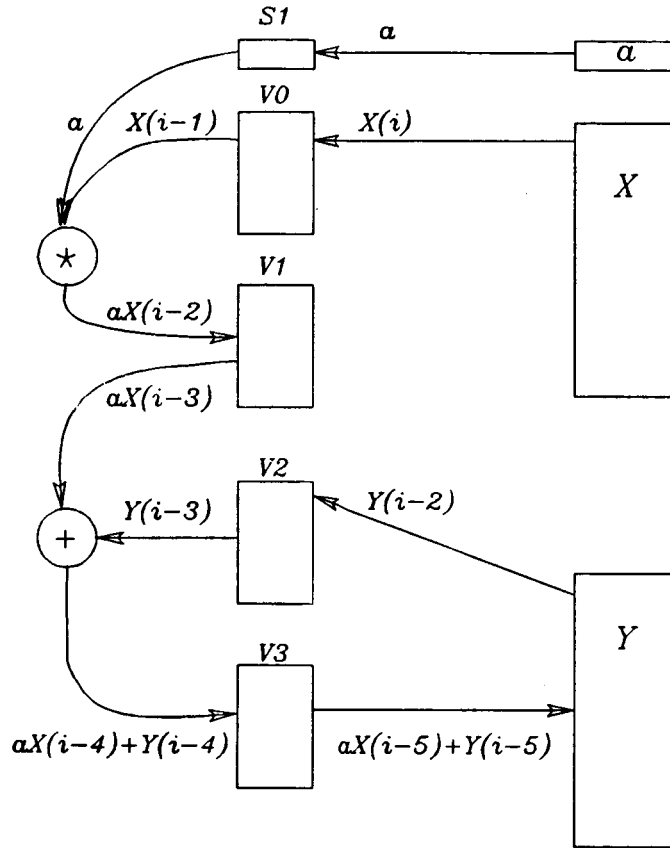 S1
a
a
V0
a
X(i-1)
X(i)
X
*
V1
aX(i-2)
aX(i-3)
V2
Y(i-3)
Y(i-2)
+
Y
V3
aX(i-4)+Y(i-4)
aX(i-5)+Y(i-5)